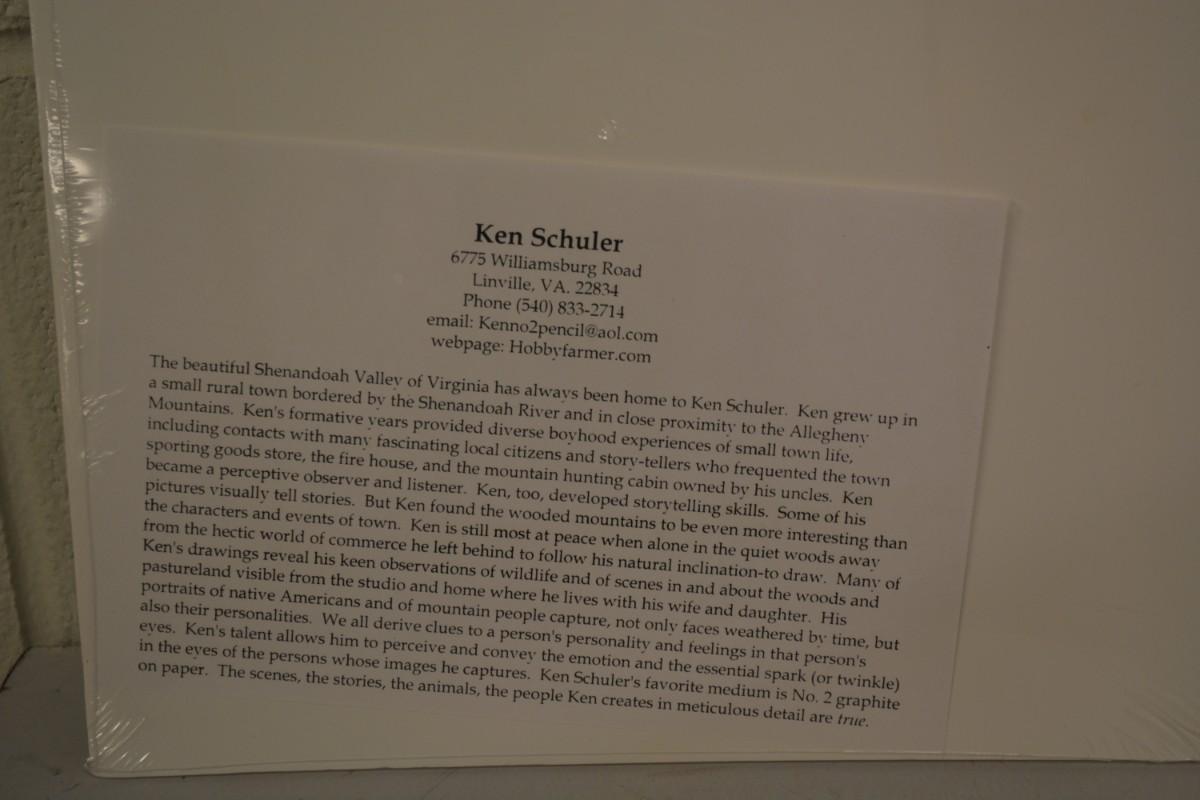 Ken Schuler
6775 Williamsburg Road
Linville, VA. 22834
Phone (540) 833-2714
email: Kenno2pencil@aol.com
webpage: Hobbyfarmer.com
The beautiful Shenandoah Valley of Virginia has always been home to Ken Schuler. Ken grew up in
a small rural town bordered by the Shenandoah River and in close proximity to the Allegheny
Mountains. Ken's formative years provided diverse boyhood experiences of small town life,
including contacts with many fascinating local citizens and story-tellers who frequented the town
sporting goods store, the fire house, and the mountain hunting cabin owned by his uncles. Ken
became a perceptive observer and listener. Ken, too, developed storytelling skills. Some of his
pictures visually tell stories. But Ken found the wooded mountains to be even more interesting than
the characters and events of town. Ken is still most at peace when alone in the quiet woods away
from the hectic world of commerce he left behind to follow his natural inclination-to draw. Many of
Ken's drawings reveal his keen observations of wildlife and of scenes in and about the woods and
pastureland visible from the studio and home where he lives with his wife and daughter. His
portraits of native Americans and of mountain people capture, not only faces weathered by time, but
also their personalities. We all derive clues to a person's personality and feelings in that person's
eyes. Ken's talent allows him to perceive and convey the emotion and the essential spark (or twinkle)
in the eyes of the persons whose images he captures. Ken Schuler's favorite medium is No. 2 graphite
on paper. The scenes, the stories, the animals, the people Ken creates in meticulous detail are true.